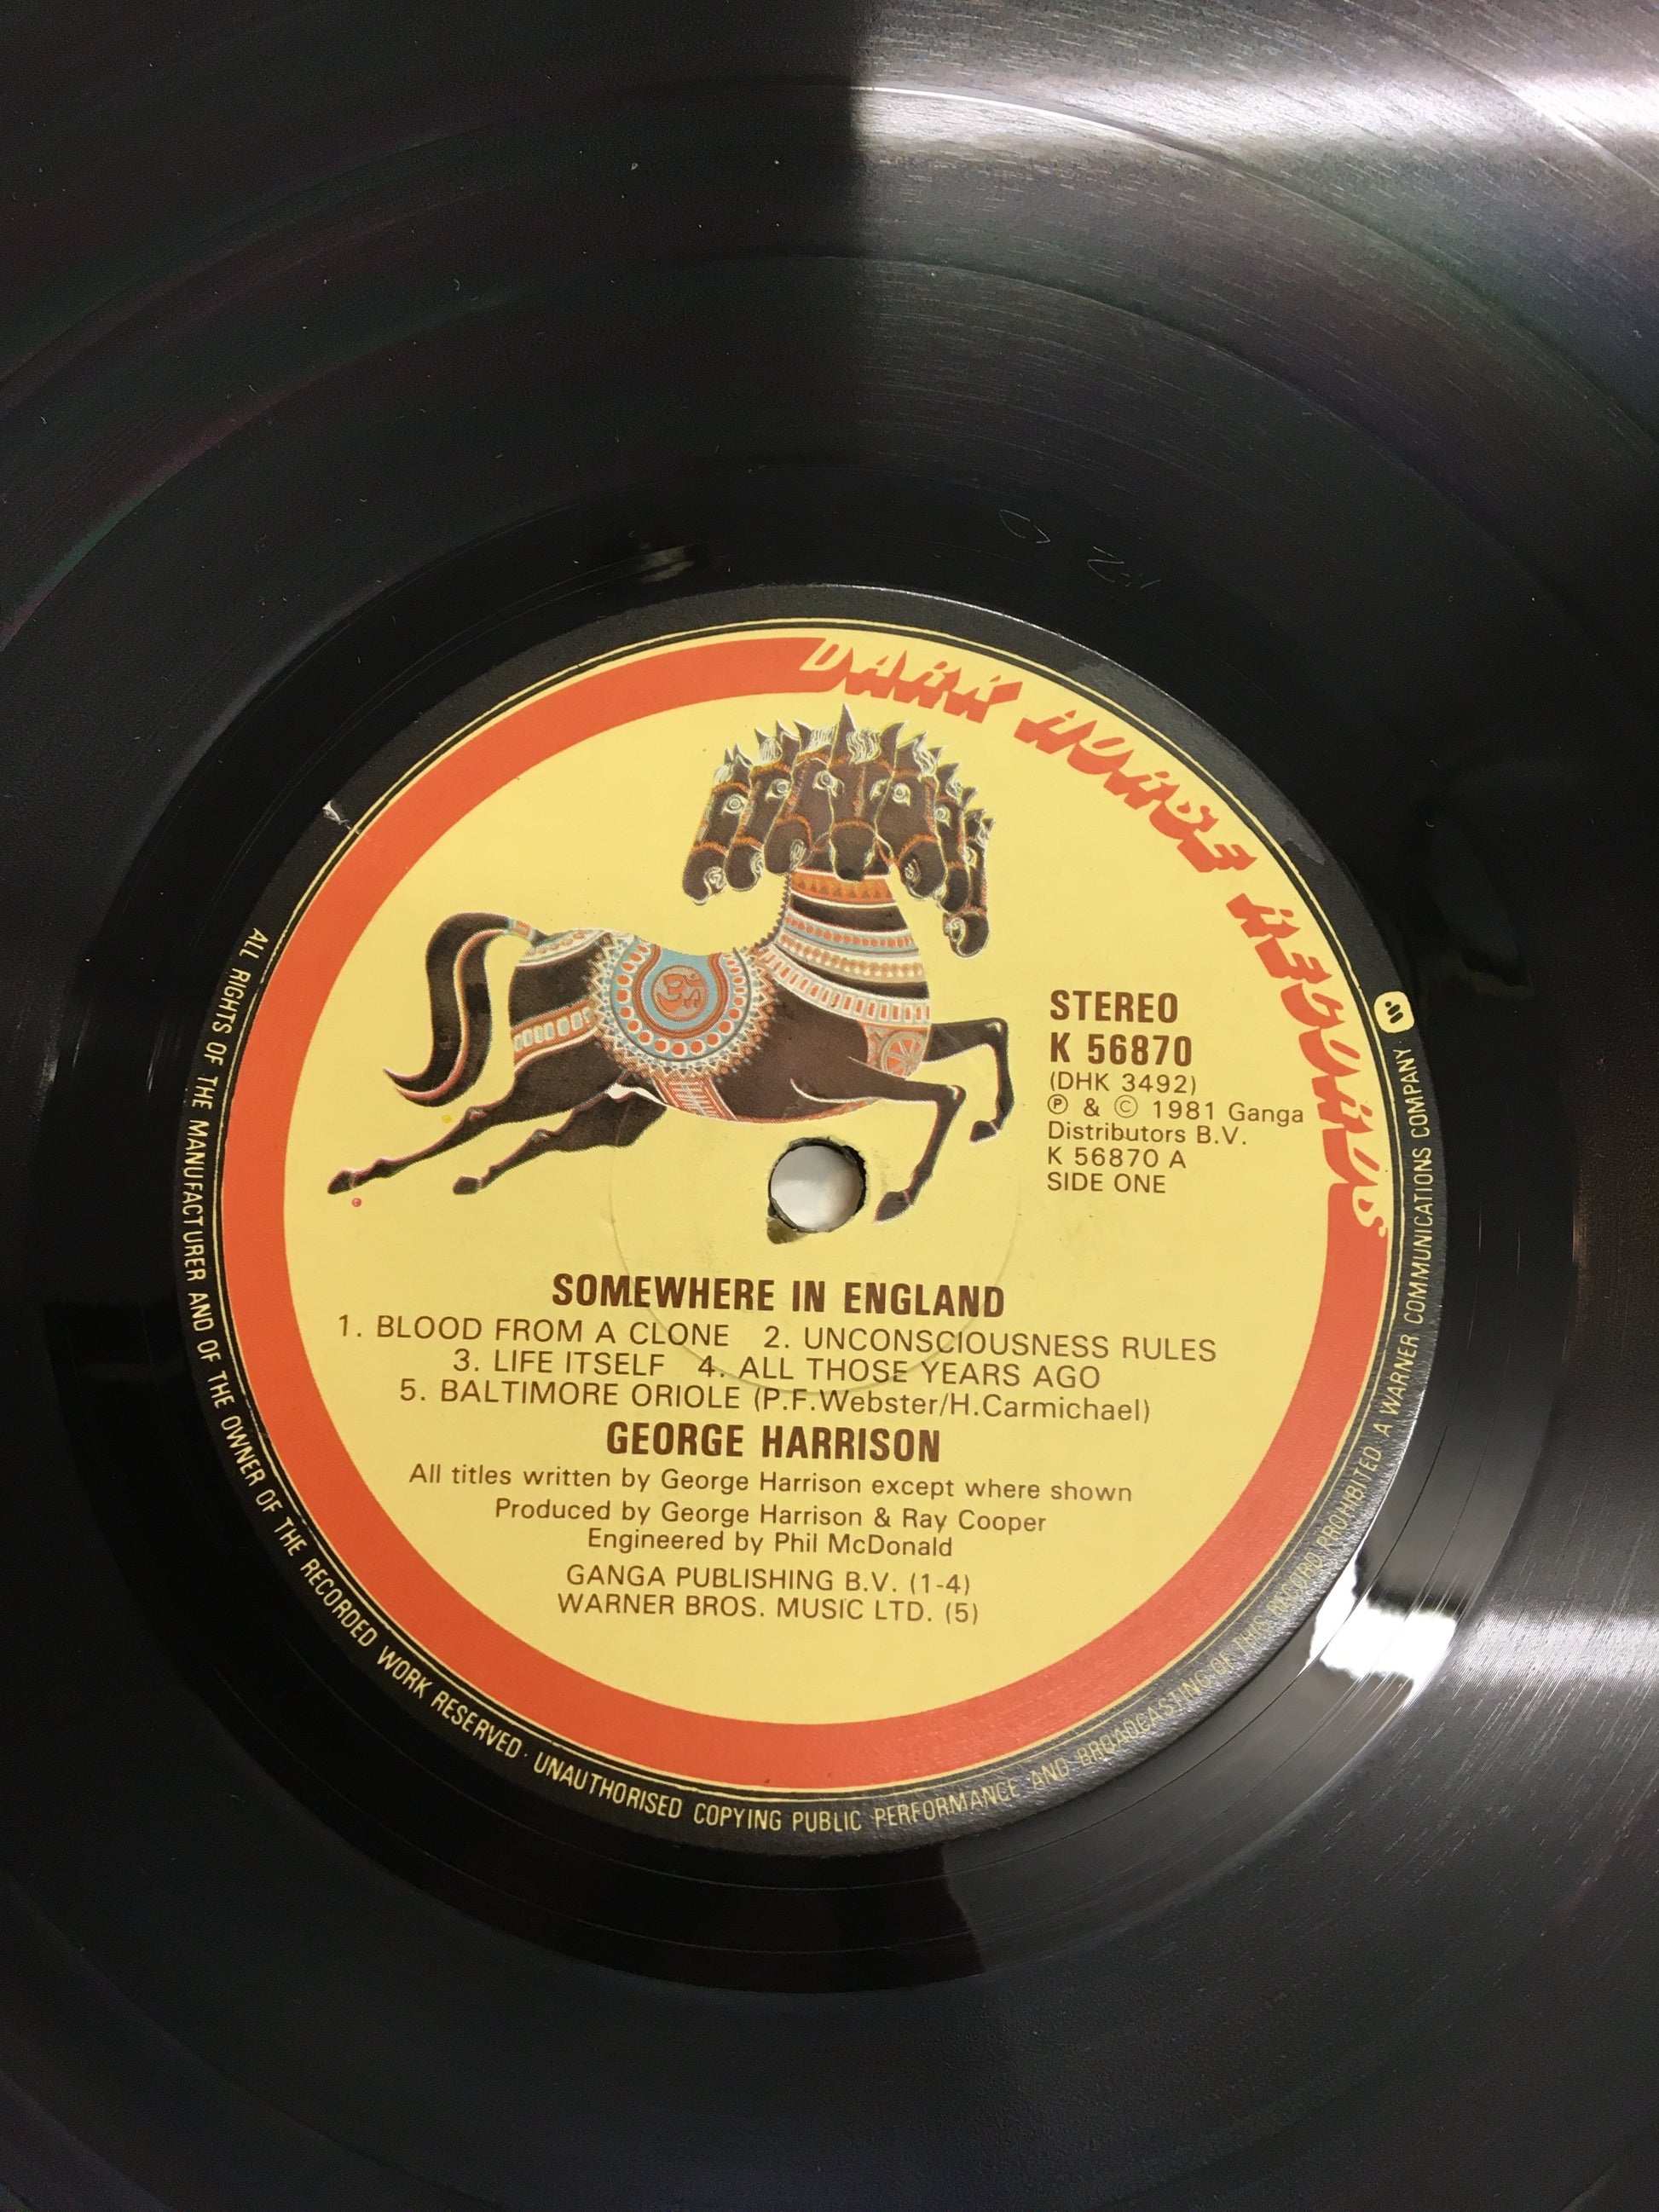 DARK HORSE RECORDS
STEREO
K 56870
(DHK 3492)
℗ & © 1981 Ganga
Distributors B.V.
K 56870 A
SIDE ONE
SOMEWHERE IN ENGLAND
1. BLOOD FROM A CLONE 2. UNCONSCIOUSNESS RULES
3. LIFE ITSELF 4. ALL THOSE YEARS AGO
5. BALTIMORE ORIOLE (P.F.Webster/H.Carmichael)
GEORGE HARRISON
All titles written by George Harrison except where shown
Produced by George Harrison & Ray Cooper
Engineered by Phil McDonald
GANGA PUBLISHING B.V. (1-4)
WARNER BROS. MUSIC LTD. (5)
ALL RIGHTS OF THE MANUFACTURER AND OF THE OWNER OF THE RECORDED WORK RESERVED · UNAUTHORISED COPYING PUBLIC PERFORMANCE AND BROADCASTING OF THIS RECORD PROHIBITED A WARNER COMMUNICATIONS COMPANY ·